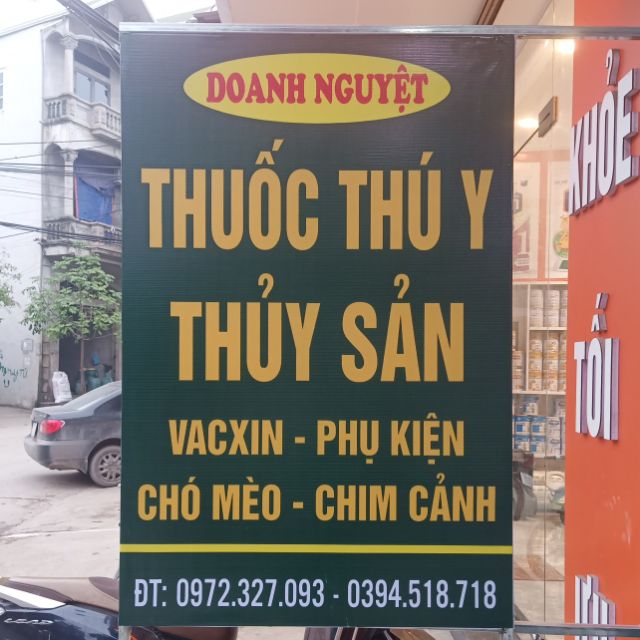 DOANH NGUYỆT
THUỐC THÚ Y
THỦY SẢN
VACXIN - PHỤ KIỆN
CHÓ MÈO - CHIM CẢNH
ĐT: 0972.327.093 - 0394.518.718
KHỎE
TỐI